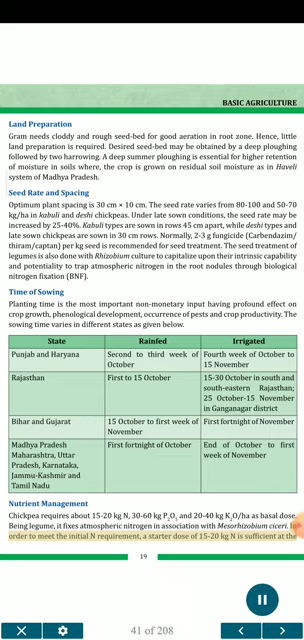 BASIC AGRICULTURE
Land Preparation
Gram needs cloddy and rough seed-bed for good aeration in root zone. Hence, little
land preparation is required. Desired seed-bed may be obtained by a deep ploughing
followed by two harrowing. A deep summer ploughing is essential for higher retention
of moisture in soils where, the crop is grown on residual soil moisture as in Haveli
system of Madhya Pradesh.
Seed Rate and Spacing
Optimum plant spacing is 30 cm × 10 cm. The seed rate varies from 80-100 and 50-70
kg/ha in kabuli and deshi chickpeas. Under late sown conditions, the seed rate may be
increased by 25-40%. Kabuli types are sown in rows 45cm apart, while deshi types and
late sown chickpeas are sown in 30 cm rows. Normally, 2-3 g fungicide (Carbendazim/
thiram/captan) per kg seed is recommended for seed treatment. The seed treatment of
legumes is also done with Rhizobium culture to capitalize upon their intrinsic capability
and potentiality to trap atmospheric nitrogen in the root nodules through biological
nitrogen fixation (BNF).
Time of Sowing
Planting time is the most important non-monetary input having profound effect on
crop growth, phenological development, occurrence of pests and crop productivity. The
sowing time varies in different states as given below.
State Rainfed Irrigated
Punjab and Haryana Second to third week of October Fourth week of October to 15 November
Rajasthan First to 15 October 15-30 October in south and south-eastern Rajasthan; 25 October-15 November in Ganganagar district
Bihar and Gujarat 15 October to first week of November First fortnight of November
Madhya Pradesh Maharashtra, Uttar Pradesh, Karnataka, Jammu-Kashmir and Tamil Nadu First fortnight of October End of October to first week of November
Nutrient Management
Chickpea requires about 15-20 kg N, 30-60 kg P2O5 and 20-40 kg K2O/ha as basal dose.
Being legume, it fixes atmospheric nitrogen in association with Mesorhizobium ciceri. In
order to meet the initial N requirement, a starter dose of 15-20 kg N is sufficient at the
19
41 of 208